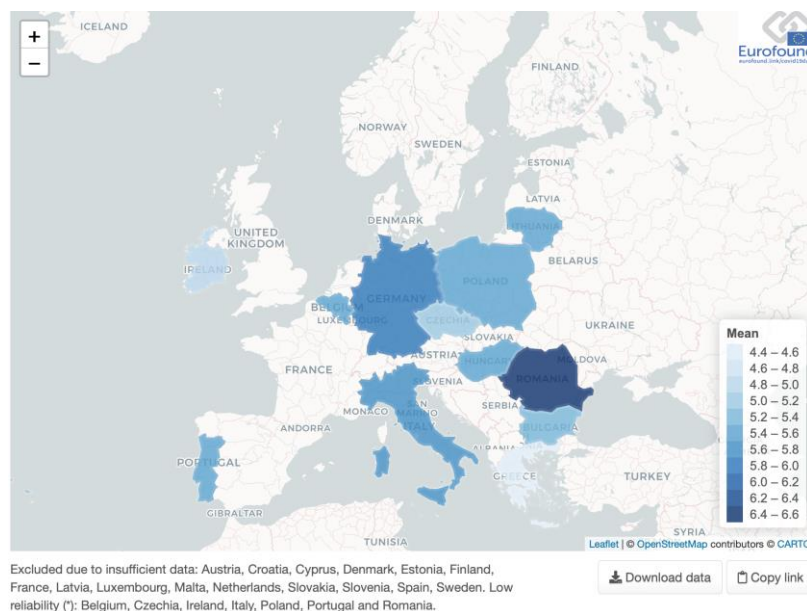 ICELAND
+
−
Eurofound
eurofound.link/covid19da
FINLAND
NORWAY
SWEDEN
ESTONIA
LATVIA
DENMARK
LITHUANIA
UNITED
KINGDOM
IRELAND
BELARUS
POLAND
GERMANY
BELGIUM
LUXEMBOURG
CZECHIA
SLOVAKIA
UKRAINE
AUSTRIA
HUNGARY
MOLDOVA
FRANCE
SLOVENIA
ROMANIA
SAN
MARINO
MONACO
SERBIA
ITALY
ANDORRA
BULGARIA
ALBANIA
PORTUGAL
GREECE
TURKEY
GIBRALTAR
TUNISIA
SYRIA
Mean
4.4 – 4.6
4.6 – 4.8
4.8 – 5.0
5.0 – 5.2
5.2 – 5.4
5.4 – 5.6
5.6 – 5.8
5.8 – 6.0
6.0 – 6.2
6.2 – 6.4
6.4 – 6.6
Leaflet | © OpenStreetMap contributors © CARTO
Excluded due to insufficient data: Austria, Croatia, Cyprus, Denmark, Estonia, Finland,
France, Latvia, Luxembourg, Malta, Netherlands, Slovakia, Slovenia, Spain, Sweden. Low
reliability (*): Belgium, Czechia, Ireland, Italy, Poland, Portugal and Romania.
Download data
Copy link